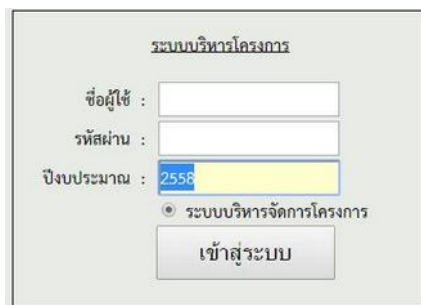 ระบบบริหารโครงการ
ชื่อผู้ใช้ :
รหัสผ่าน :
ปีงบประมาณ : 2558
ระบบบริหารจัดการโครงการ
เข้าสู่ระบบ